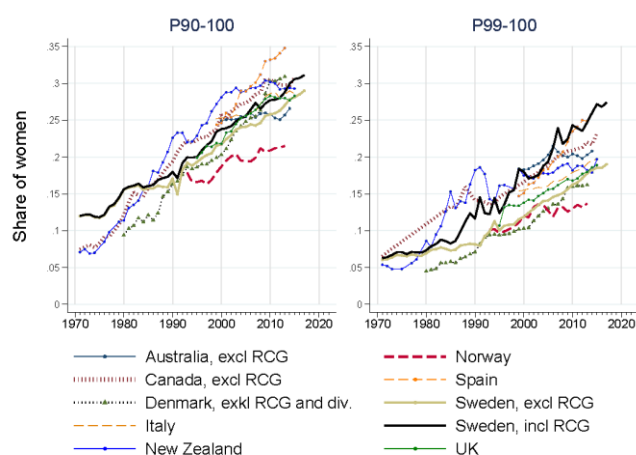 P90-100 P99-100
.35 .35
.3 .3
.25 .25
.2 .2
.15 .15
.1 .1
.05 .05
0 0
Share of women
1970 1980 1990 2000 2010 2020 1970 1980 1990 2000 2010 2020
Australia, excl RCG Norway
Canada, excl RCG Spain
Denmark, exkl RCG and div. Sweden, excl RCG
Italy Sweden, incl RCG
New Zealand UK